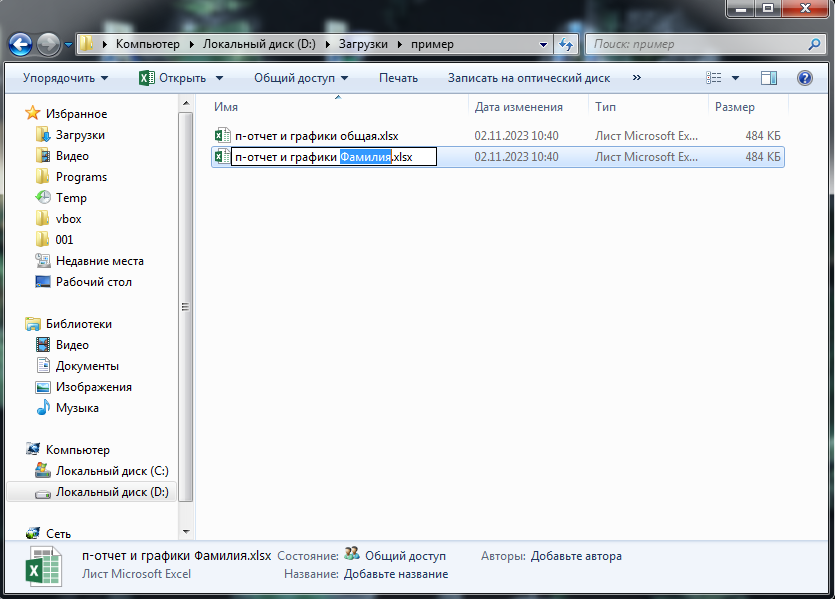 Компьютер Локальный диск (D:) Загрузки пример Поиск: пример
Упорядочить Открыть Общий доступ Печать Записать на оптический диск »
Избранное
Загрузки
Видео
Programs
Temp
vbox
001
Недавние места
Рабочий стол
Библиотеки
Видео
Документы
Изображения
Музыка
Компьютер
Локальный диск (C:)
Локальный диск (D:)
Сеть
Имя Дата изменения Тип Размер
п-отчет и графики общая.xlsx 02.11.2023 10:40 Лист Microsoft Ex... 484 КБ
п-отчет и графики Фамилия.xlsx 02.11.2023 10:40 Лист Microsoft Ex... 484 КБ
п-отчет и графики Фамилия.xlsx Состояние: Общий доступ Авторы: Добавьте автора
Лист Microsoft Excel Название: Добавьте название